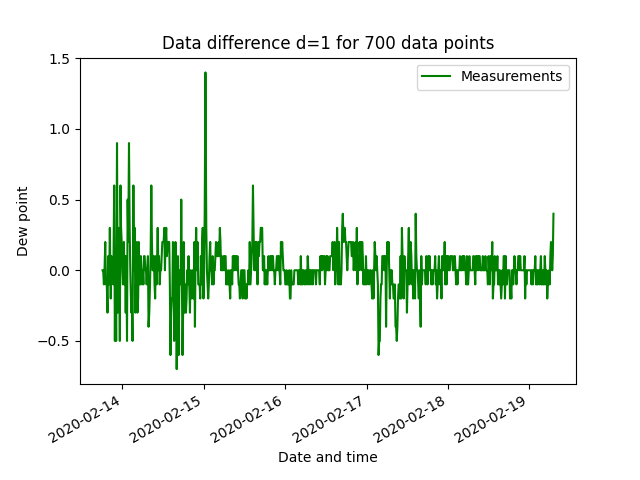 Data difference d=1 for 700 data points
Measurements
1.5
1.0
0.5
0.0
−0.5
Dew point
2020-02-14
2020-02-15
2020-02-16
2020-02-17
2020-02-18
2020-02-19
Date and time